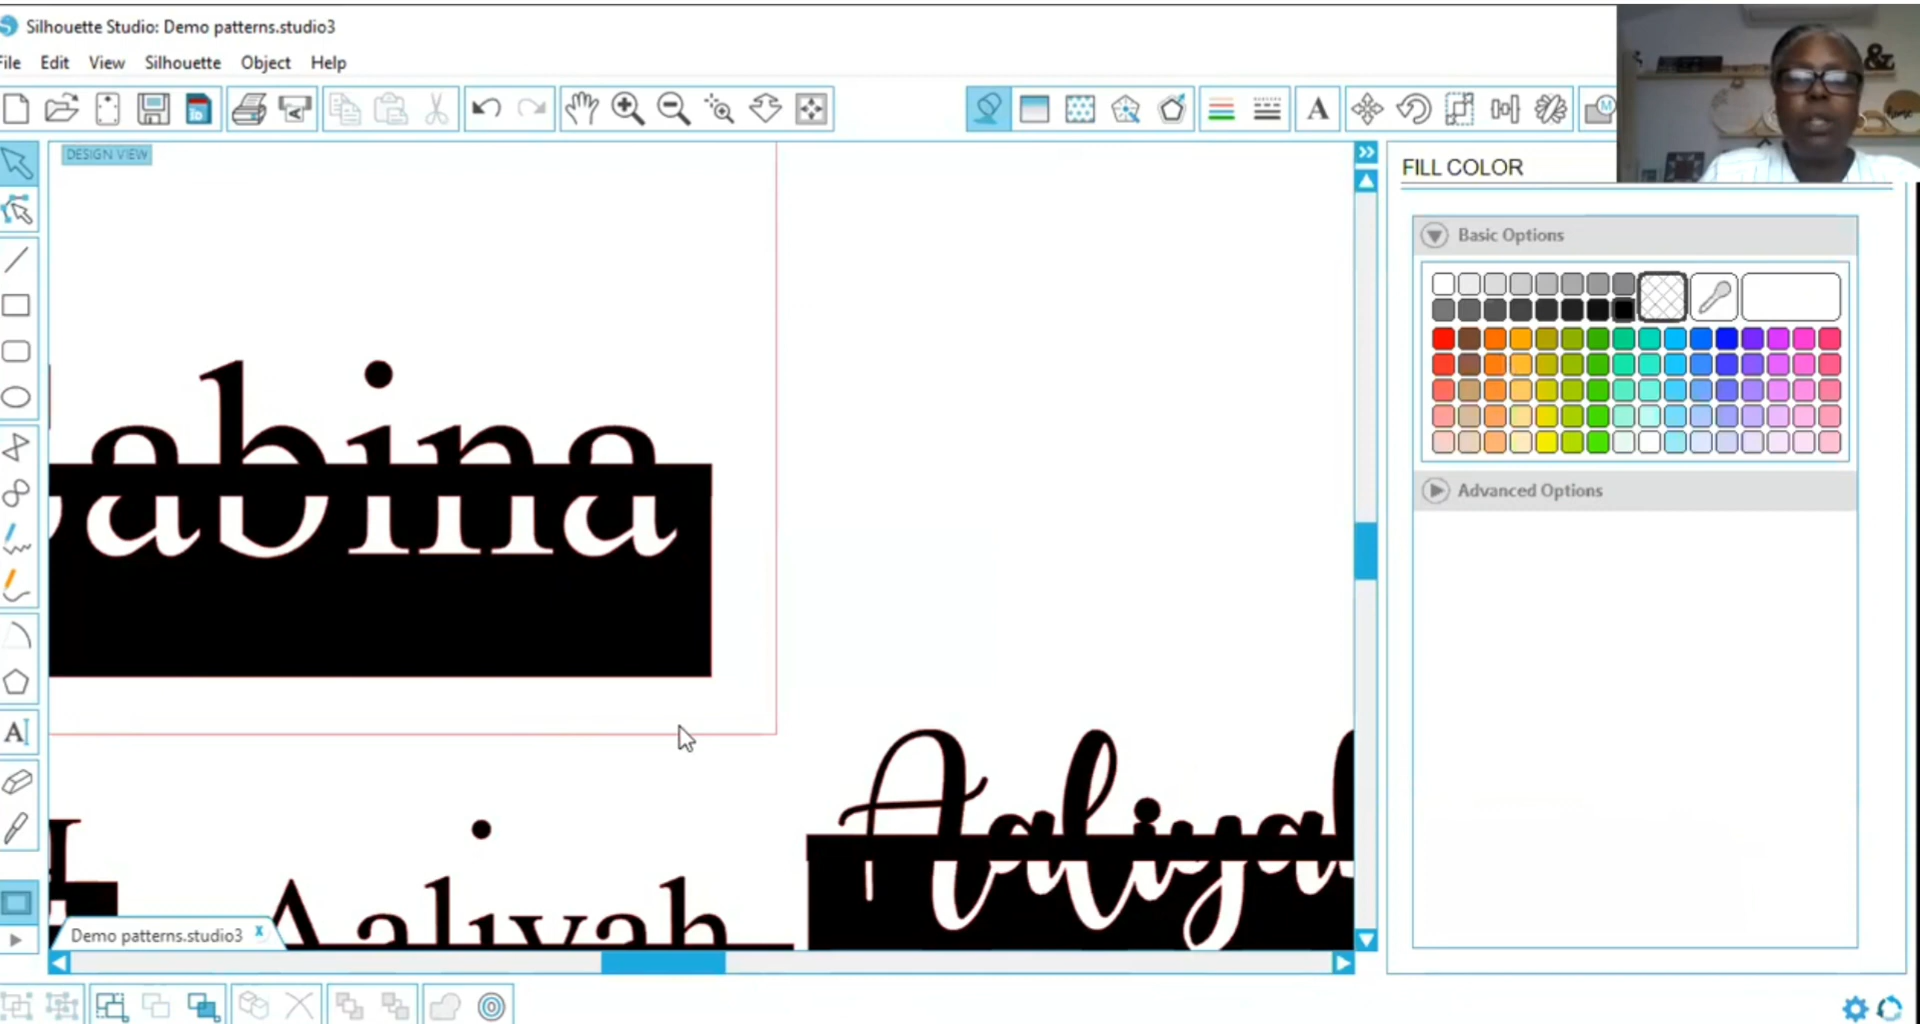 Silhouette Studio: Demo patterns.studio3
File Edit View Silhouette Object Help
DESIGN VIEW
FILL COLOR
Basic Options
Advanced Options
abina
Aaliyah
Aaliyah
Demo patterns.studio3 x
&